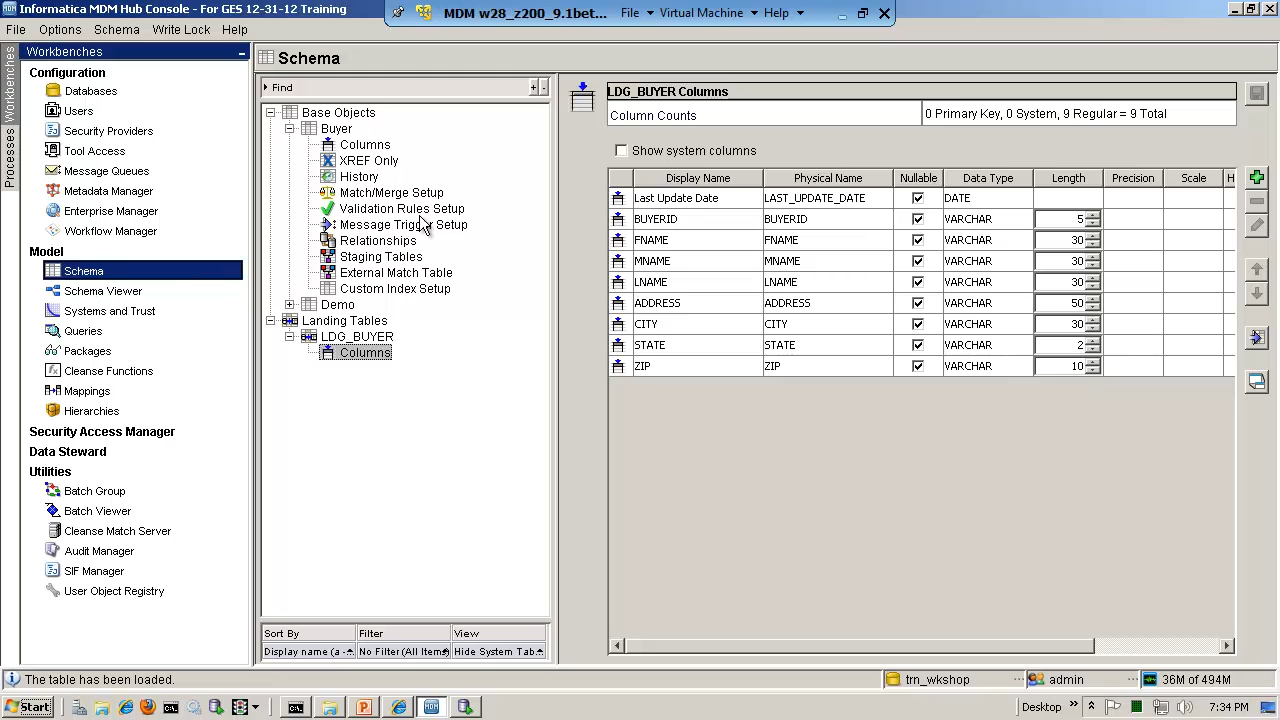 Informatica MDM Hub Console - For GES 12-31-12 Training
MDM w28_z200_9.1bet... File Virtual Machine Help
File Options Schema Write Lock Help
Workbenches
Processes
Workbenches
Configuration
Databases
Users
Security Providers
Tool Access
Message Queues
Metadata Manager
Enterprise Manager
Workflow Manager
Model
Schema
Schema Viewer
Systems and Trust
Queries
Packages
Cleanse Functions
Mappings
Hierarchies
Security Access Manager
Data Steward
Utilities
Batch Group
Batch Viewer
Cleanse Match Server
Audit Manager
SIF Manager
User Object Registry
Schema
Find + -
Base Objects
Buyer
Columns
XREF Only
History
Match/Merge Setup
Validation Rules Setup
Message Trigger Setup
Relationships
Staging Tables
External Match Table
Custom Index Setup
Demo
Landing Tables
LDG_BUYER
Columns
Sort By Filter View
Display name (a - No Filter (All Items) Hide System Tab
LDG_BUYER Columns
Column Counts 0 Primary Key, 0 System, 9 Regular = 9 Total
Show system columns
Display Name Physical Name Nullable Data Type Length Precision Scale H
Last Update Date LAST_UPDATE_DATE DATE
BUYERID BUYERID VARCHAR 5
FNAME FNAME VARCHAR 30
MNAME MNAME VARCHAR 30
LNAME LNAME VARCHAR 30
ADDRESS ADDRESS VARCHAR 50
CITY CITY VARCHAR 30
STATE STATE VARCHAR 2
ZIP ZIP VARCHAR 10
The table has been loaded. trn_wkshop ... admin ... 36M of 494M
Start Desktop » 7:34 PM